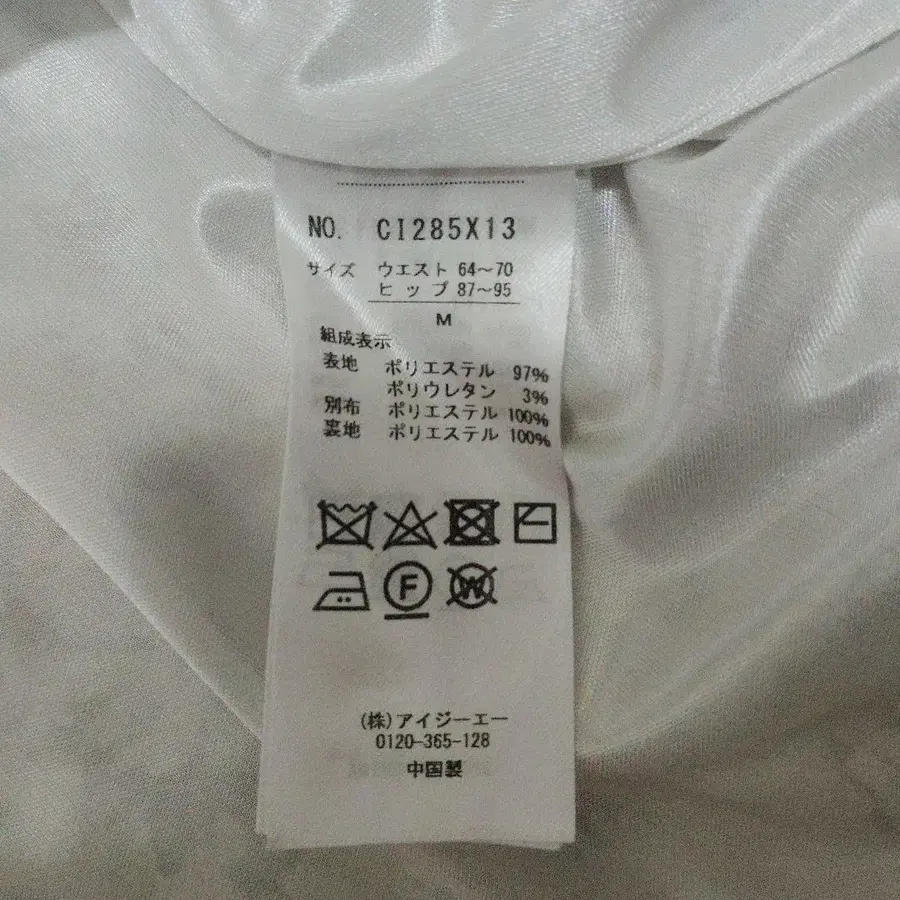 NO. CI285X13
サイズ ウエスト 64～70
ヒップ 87～95
M
組成表示
表地 ポリエステル 97%
ポリウレタン 3%
別布 ポリエステル 100%
裏地 ポリエステル 100%
F W
(株)アイジーエー
0120-365-128
中国製